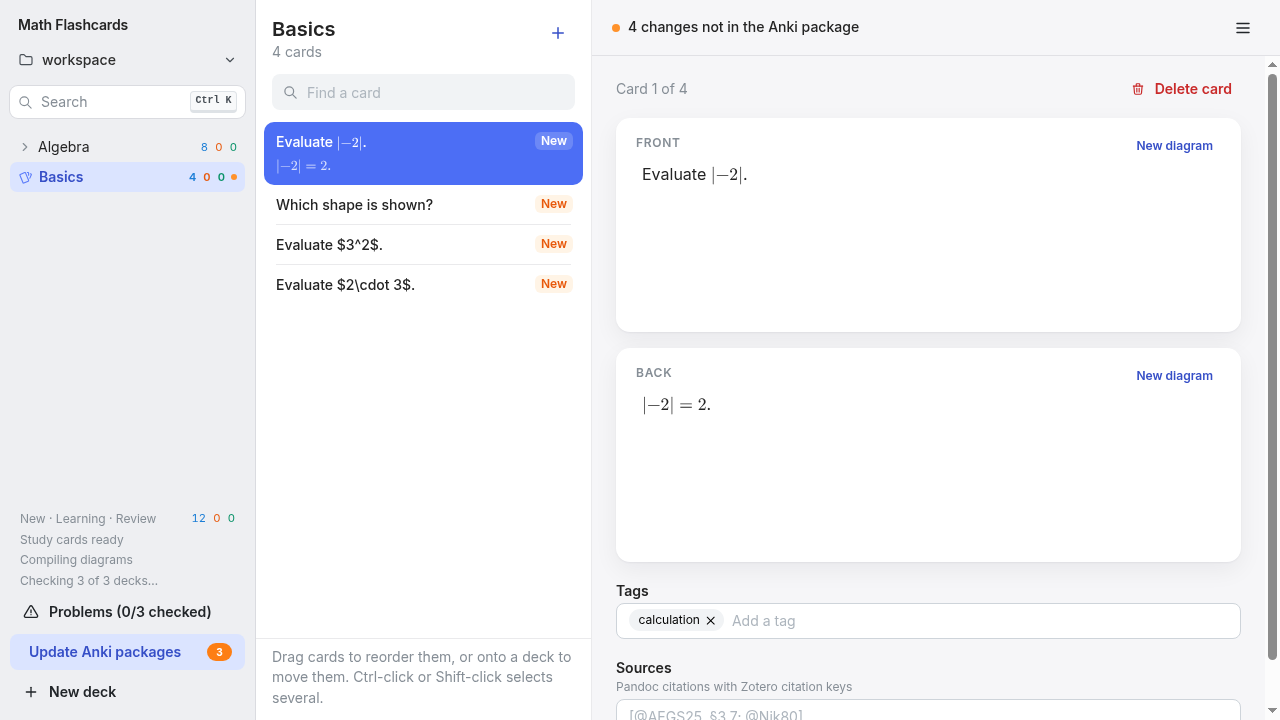 Math Flashcards
workspace
Search Ctrl K
Algebra 8 0 0
Basics 4 0 0
New · Learning · Review 12 0 0
Study cards ready
Compiling diagrams
Checking 3 of 3 decks…
Problems (0/3 checked)
Update Anki packages 3
New deck
Basics
4 cards
Find a card
Evaluate |−2|. New
|−2| = 2.
Which shape is shown? New
Evaluate $3^2$. New
Evaluate $2\cdot 3$. New
Drag cards to reorder them, or onto a deck to
move them. Ctrl-click or Shift-click selects
several.
4 changes not in the Anki package
Card 1 of 4
Delete card
FRONT
New diagram
Evaluate |−2|.
BACK
New diagram
|−2| = 2.
Tags
calculation
Add a tag
Sources
Pandoc citations with Zotero citation keys
[@AEGS25, §3.7; @Nik80]